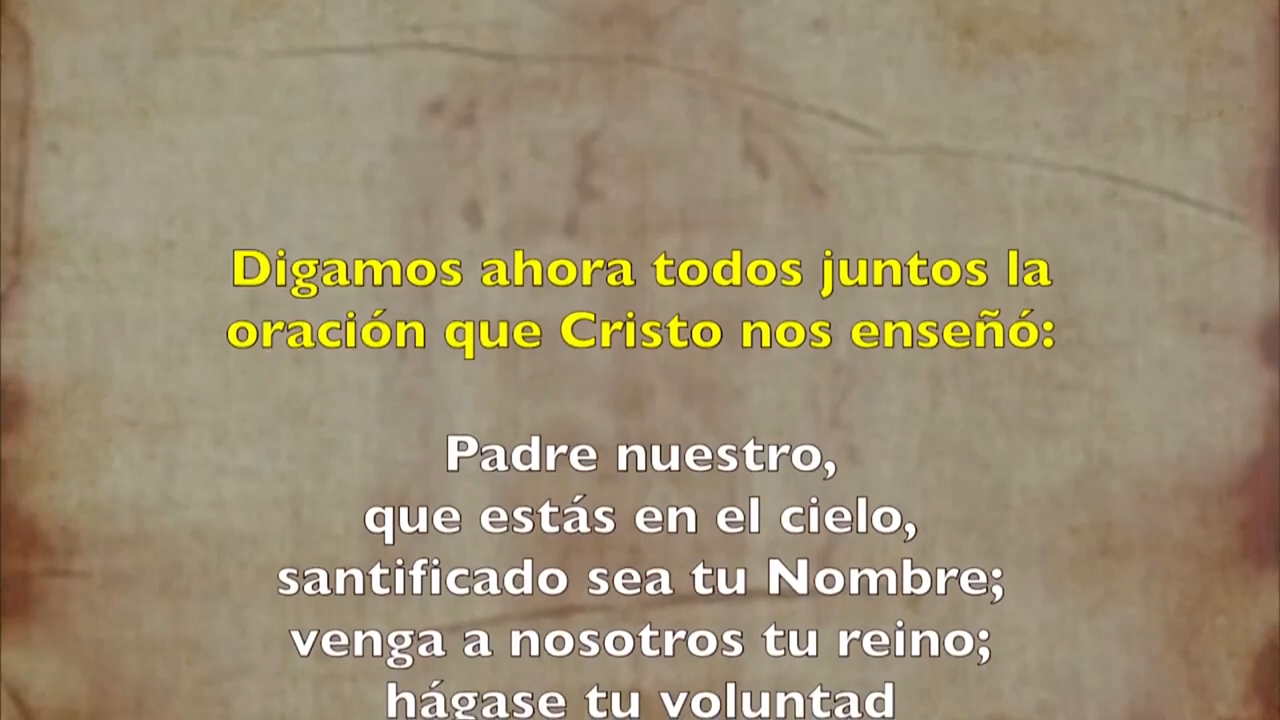 Digamos ahora todos juntos la
oración que Cristo nos enseñó:
Padre nuestro,
que estás en el cielo,
santificado sea tu Nombre;
venga a nosotros tu reino;
hágase tu voluntad